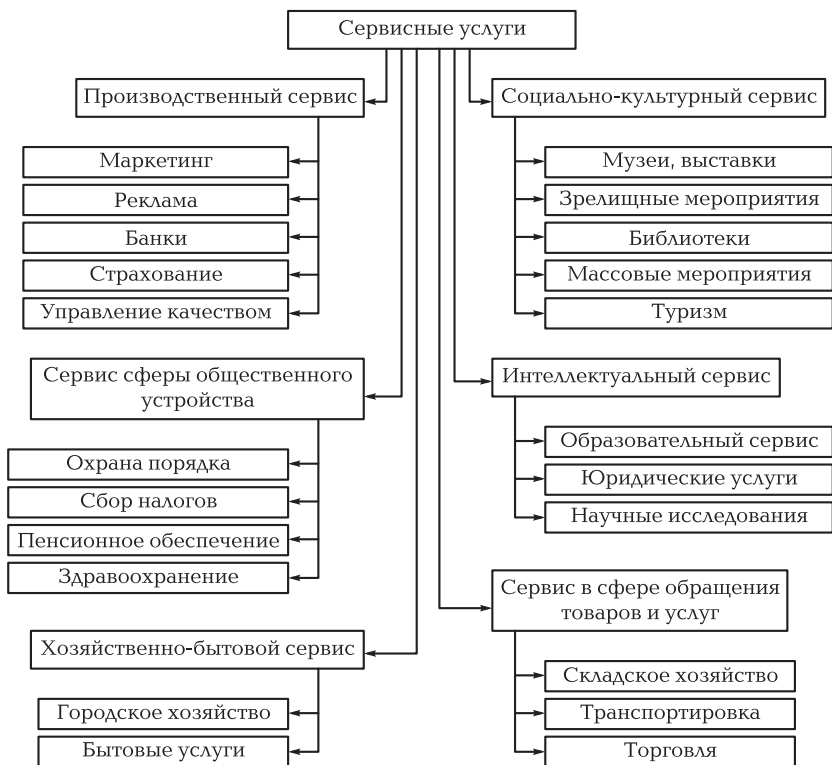 Сервисные услуги
Производственный сервис
Маркетинг
Реклама
Банки
Страхование
Управление качеством
Сервис сферы общественного
устройства
Охрана порядка
Сбор налогов
Пенсионное обеспечение
Здравоохранение
Хозяйственно-бытовой сервис
Городское хозяйство
Бытовые услуги
Социально-культурный сервис
Музеи, выставки
Зрелищные мероприятия
Библиотеки
Массовые мероприятия
Туризм
Интеллектуальный сервис
Образовательный сервис
Юридические услуги
Научные исследования
Сервис в сфере обращения
товаров и услуг
Складское хозяйство
Транспортировка
Торговля